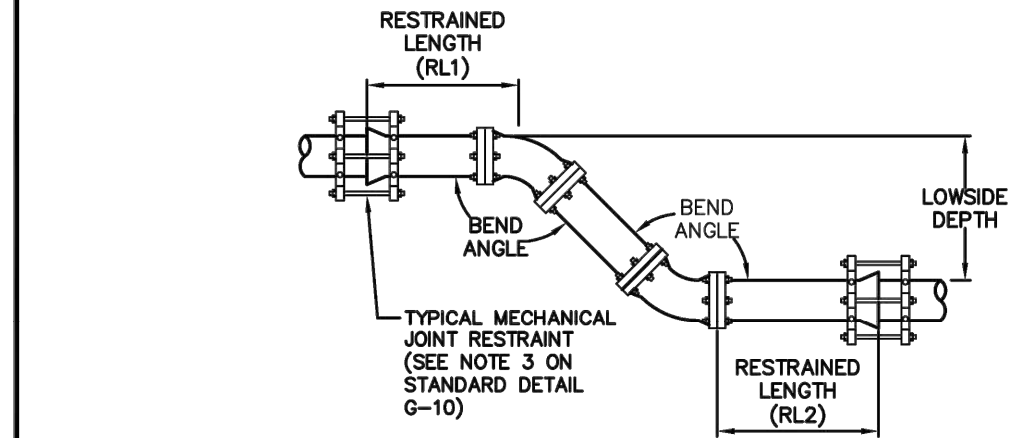 RESTRAINED
LENGTH
(RL1)
LOWSIDE
DEPTH
BEND
ANGLE
BEND
ANGLE
TYPICAL MECHANICAL
JOINT RESTRAINT
(SEE NOTE 3 ON
STANDARD DETAIL
G-10)
RESTRAINED
LENGTH
(RL2)